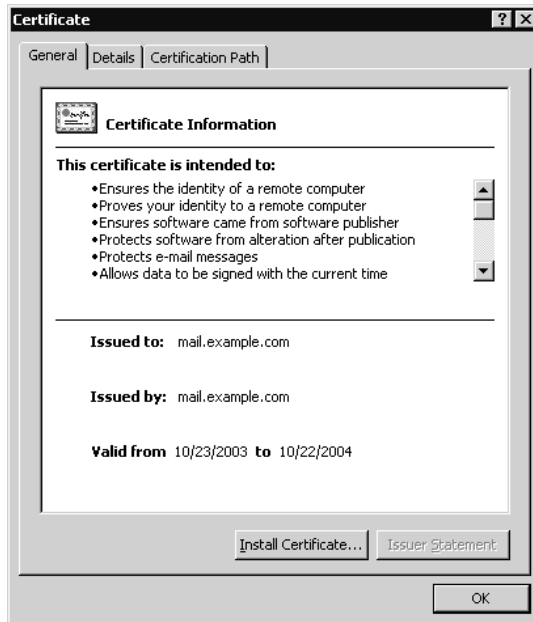 Certificate
General Details Certification Path
Certificate Information
This certificate is intended to:
•Ensures the identity of a remote computer
•Proves your identity to a remote computer
•Ensures software came from software publisher
•Protects software from alteration after publication
•Protects e-mail messages
•Allows data to be signed with the current time
Issued to: mail.example.com
Issued by: mail.example.com
Valid from 10/23/2003 to 10/22/2004
Install Certificate... Issuer Statement
OK